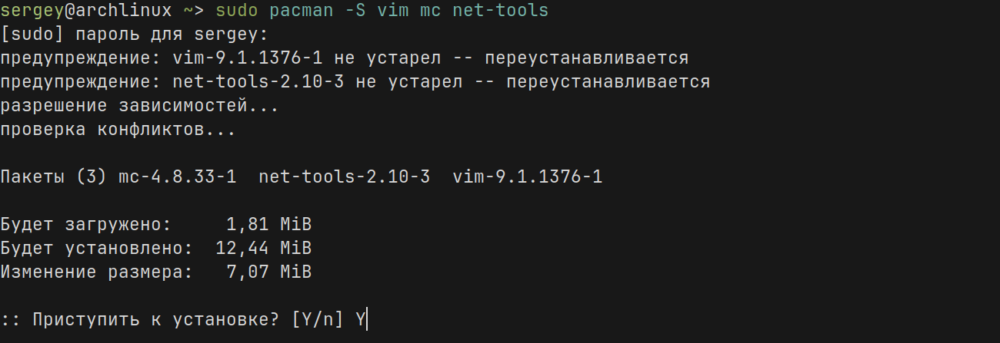 sergey@archlinux ~> sudo pacman -S vim mc net-tools
[sudo] пароль для sergey:
предупреждение: vim-9.1.1376-1 не устарел -- переустанавливается
предупреждение: net-tools-2.10-3 не устарел -- переустанавливается
разрешение зависимостей...
проверка конфликтов...
Пакеты (3) mc-4.8.33-1  net-tools-2.10-3  vim-9.1.1376-1
Будет загружено:     1,81 MiB
Будет установлено:  12,44 MiB
Изменение размера:   7,07 MiB
:: Приступить к установке? [Y/n] Y